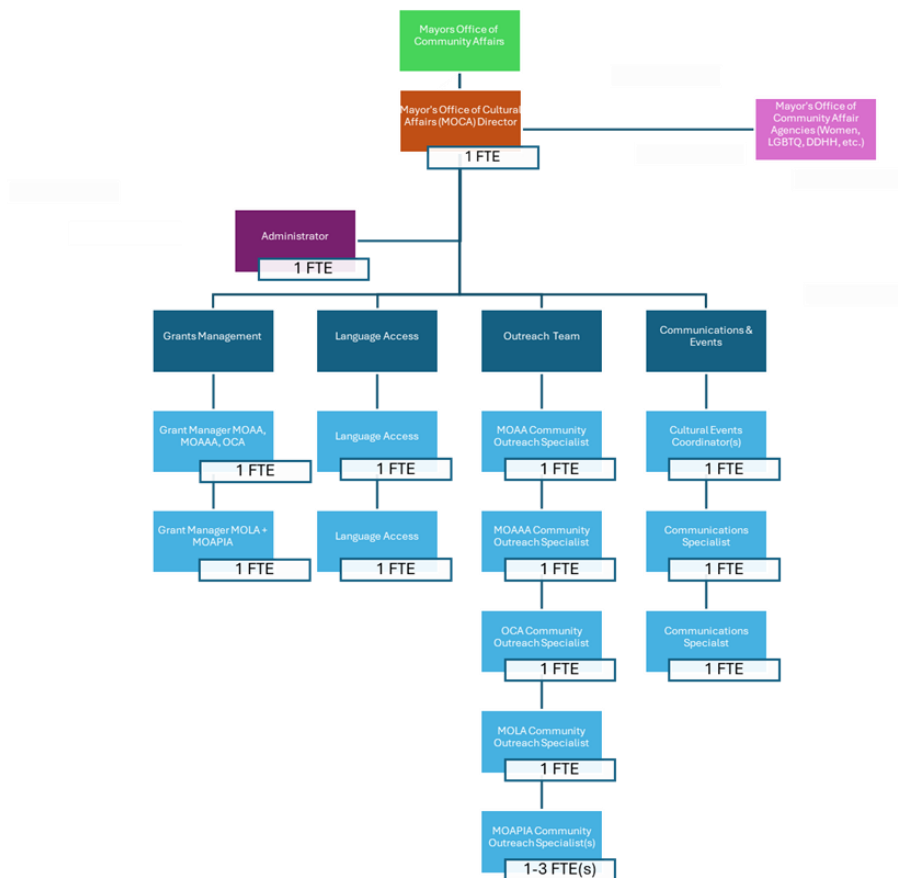 Mayors Office of
Community Affairs
Mayor's Office of Cultural
Affairs (MOCA) Director
1 FTE
Mayor's Office of
Community Affair
Agencies (Women,
LGBTQ, DDHH, etc.)
Administrator
1 FTE
Grants Management
Language Access
Outreach Team
Communications &
Events
Grant Manager MOAA,
MOAAA, OCA
1 FTE
Language Access
1 FTE
MOAA Community
Outreach Specialist
1 FTE
Cultural Events
Coordinator(s)
1 FTE
Grant Manager MOLA +
MOAPIA
1 FTE
Language Access
1 FTE
MOAAA Community
Outreach Specialist
1 FTE
Communications
Specialist
1 FTE
OCA Community
Outreach Specialist
1 FTE
Communications
Specialst
1 FTE
MOLA Community
Outreach Specialist
1 FTE
MOAPIA Community
Outreach Specialist(s)
1-3 FTE(s)